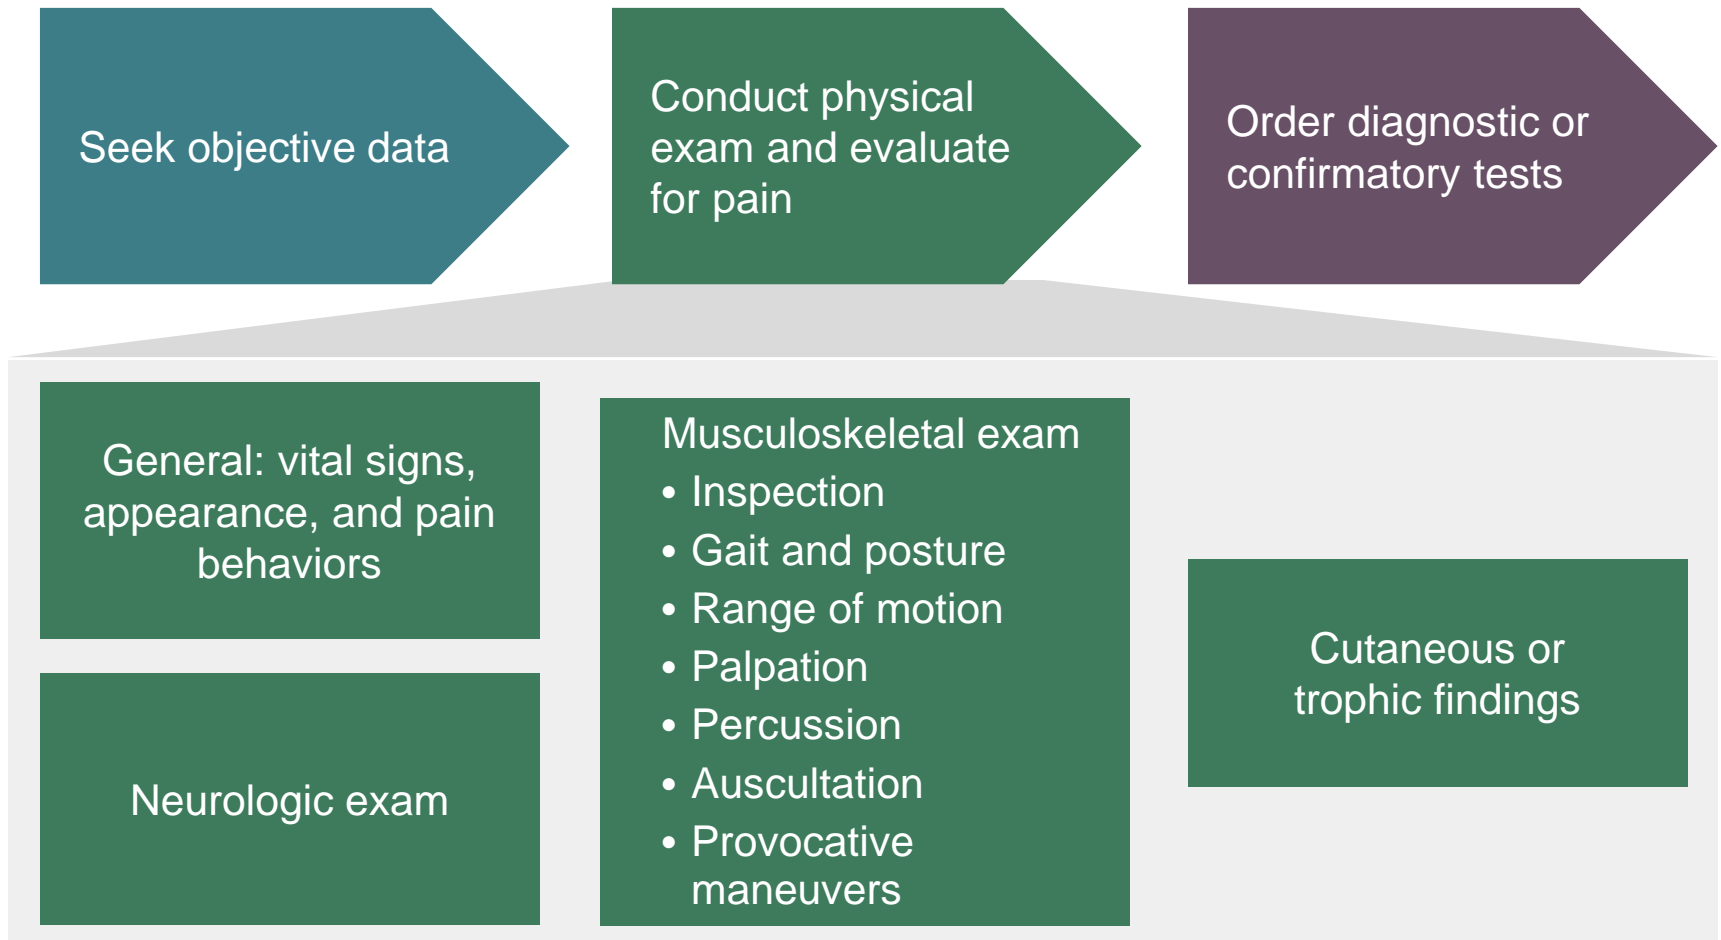 Seek objective data
Conduct physical
exam and evaluate
for pain
Order diagnostic or
confirmatory tests
General: vital signs,
appearance, and pain
behaviors
Neurologic exam
Musculoskeletal exam
• Inspection
• Gait and posture
• Range of motion
• Palpation
• Percussion
• Auscultation
• Provocative
maneuvers
Cutaneous or
trophic findings